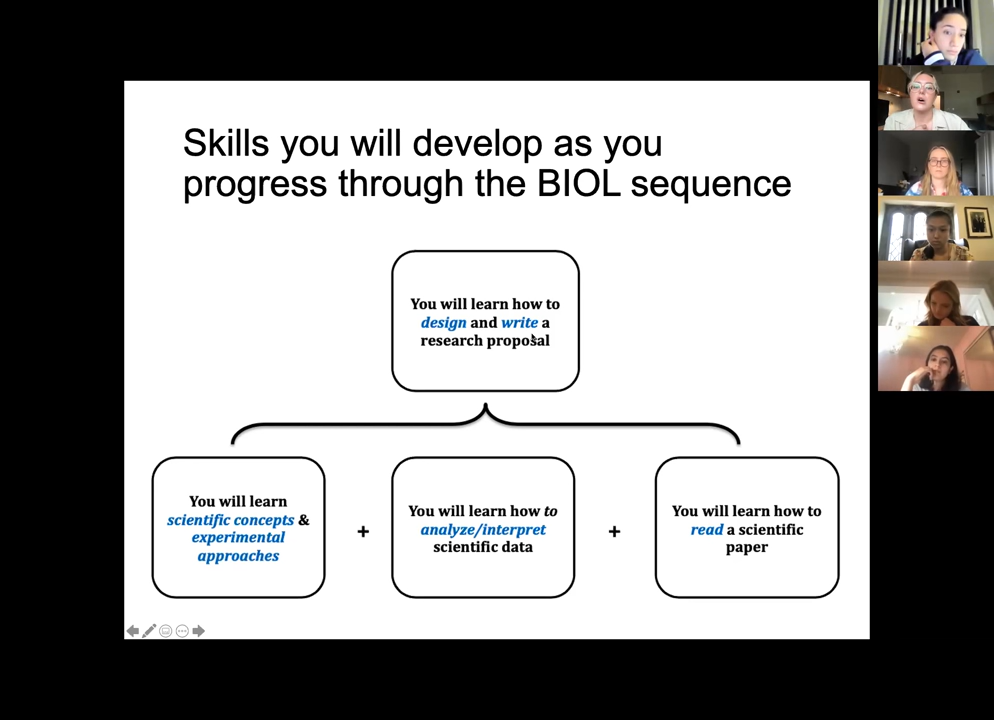 Skills you will develop as you
progress through the BIOL sequence
You will learn how to
design and write a
research proposal
You will learn
scientific concepts &
experimental
approaches
+
You will learn how to
analyze/interpret
scientific data
+
You will learn how to
read a scientific
paper